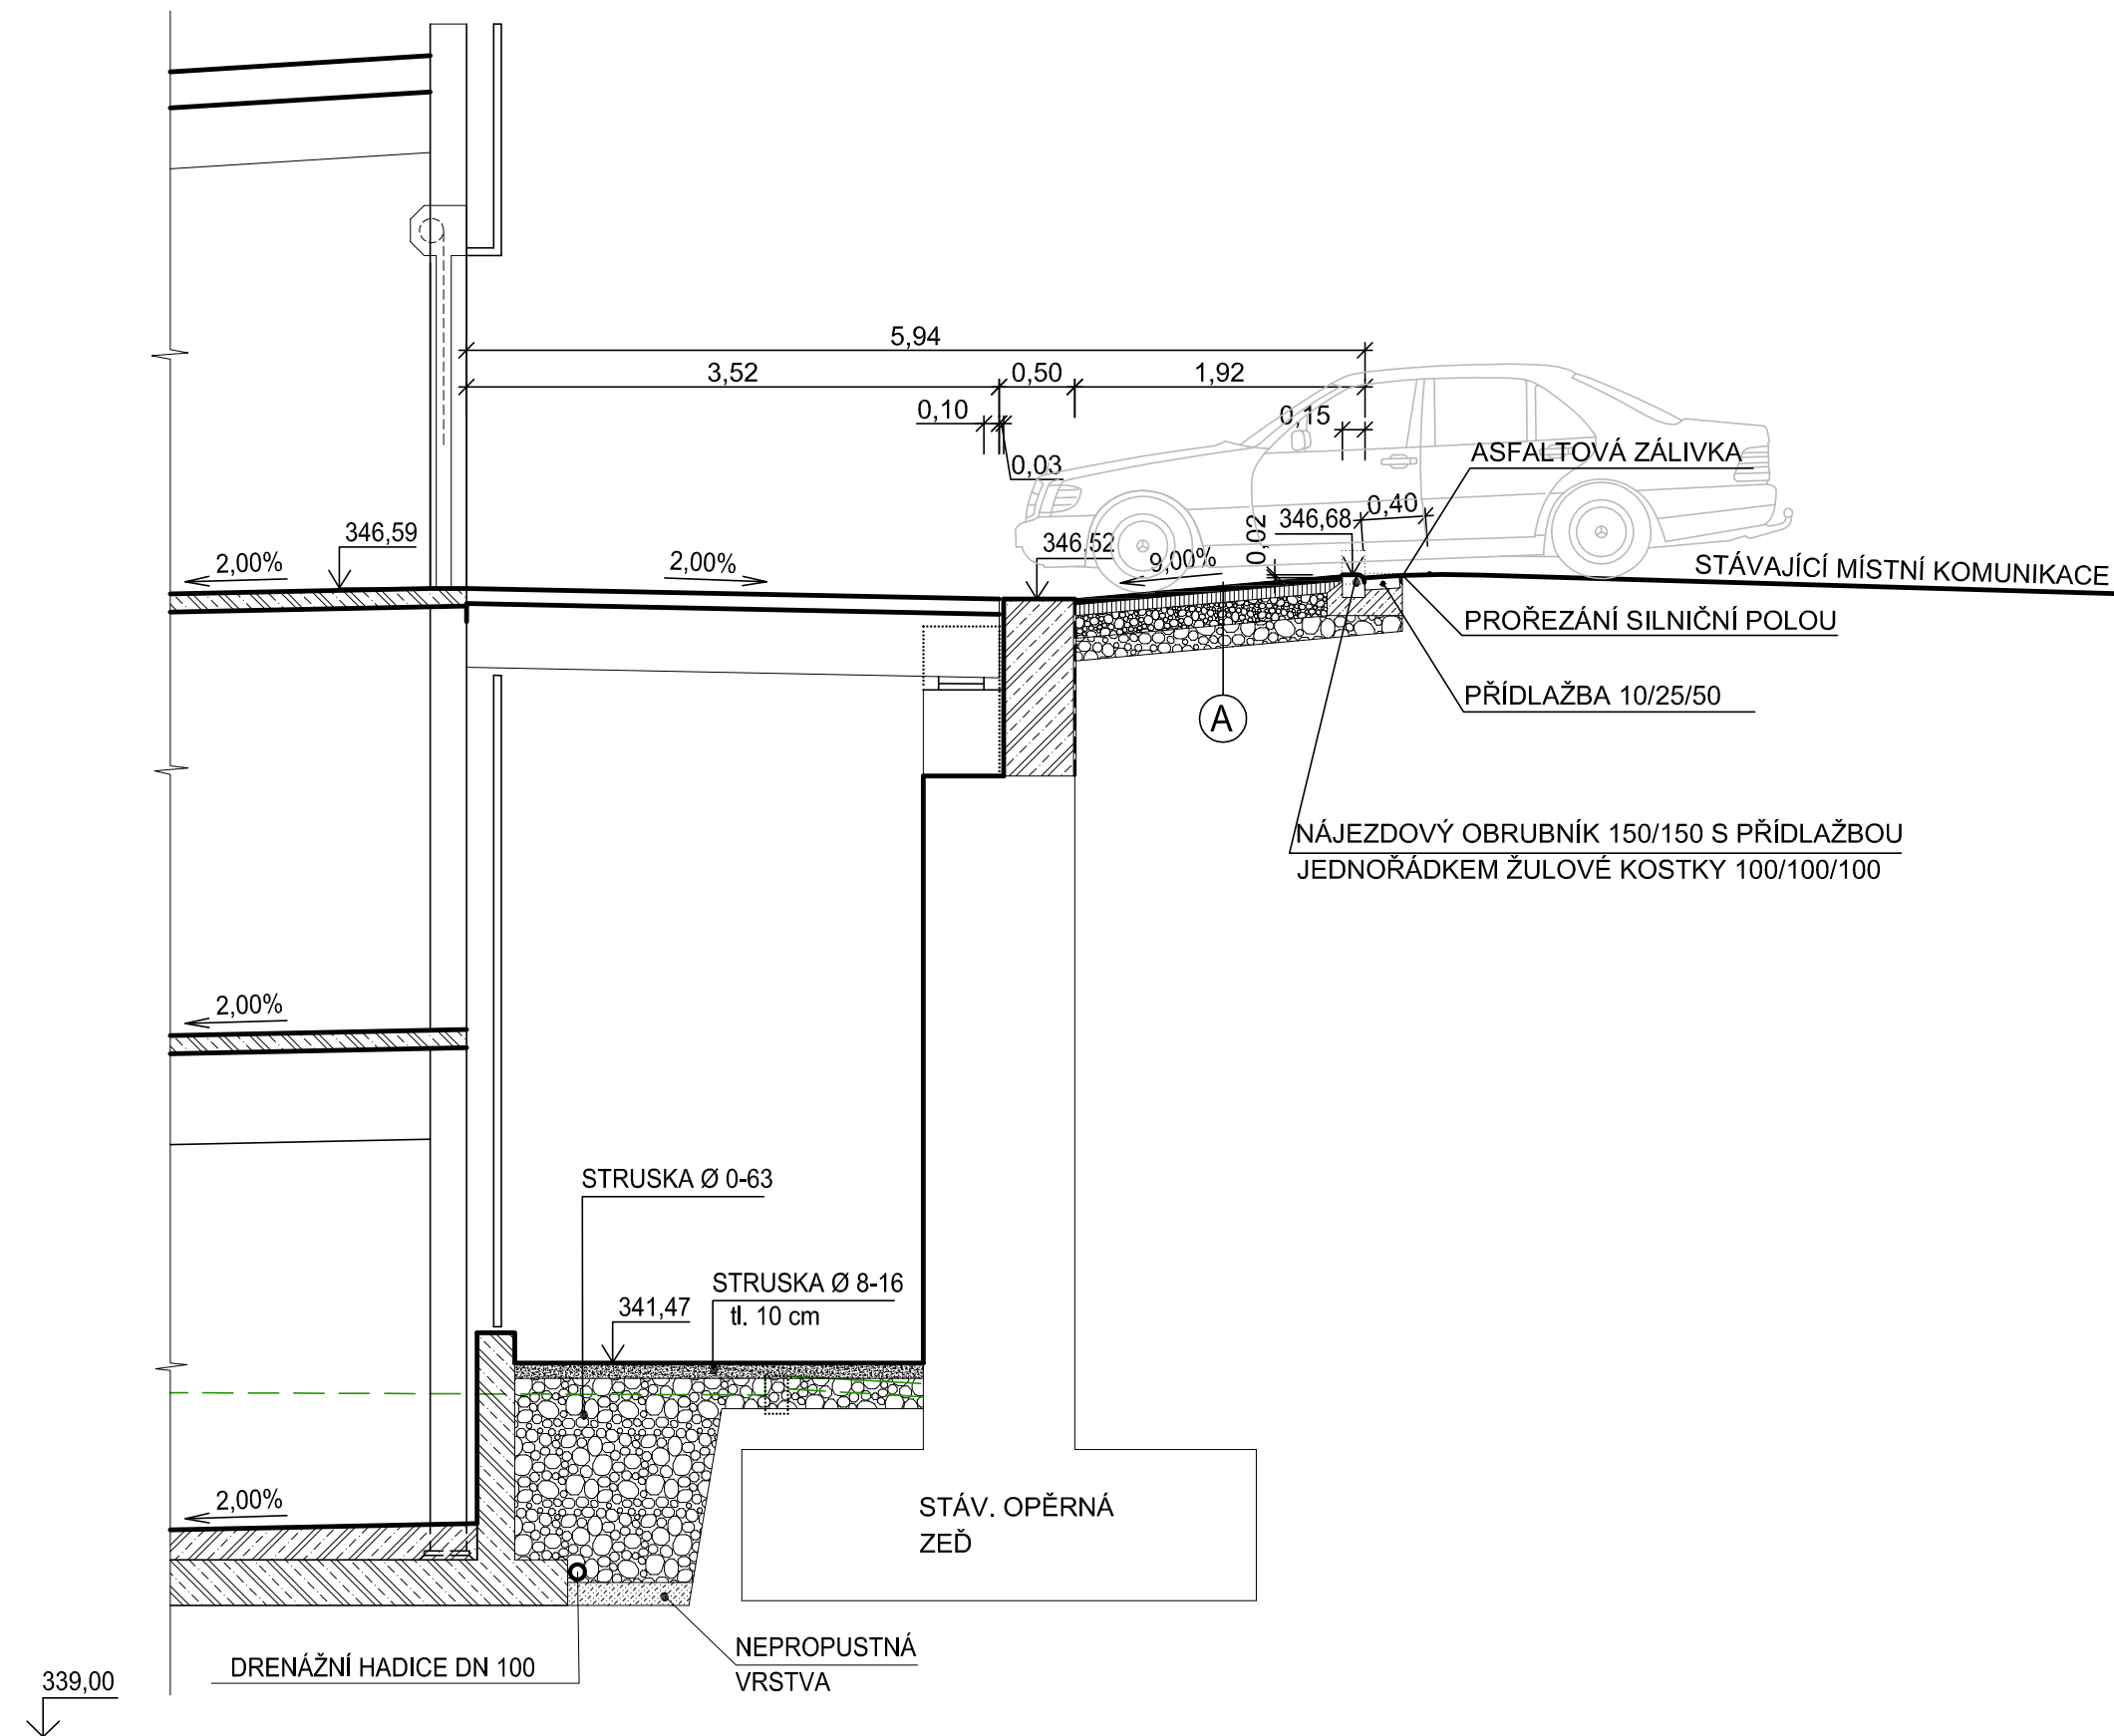 5,94
3,52
0,50
1,92
0,10
0,15
0,03
ASFALTOVÁ ZÁLIVKA
0,40
346,68
0,02
346,59
346,52
2,00%
2,00%
9,00%
STÁVAJÍCÍ MÍSTNÍ KOMUNIKACE
PROŘEZÁNÍ SILNIČNÍ POLOU
PŘÍDLAŽBA 10/25/50
A
NÁJEZDOVÝ OBRUBNÍK 150/150 S PŘÍDLAŽBOU
JEDNOŘÁDKEM ŽULOVÉ KOSTKY 100/100/100
2,00%
STRUSKA Ø 0-63
STRUSKA Ø 8-16
tl. 10 cm
341,47
2,00%
STÁV. OPĚRNÁ
ZEĎ
NEPROPUSTNÁ
VRSTVA
DRENÁŽNÍ HADICE DN 100
339,00